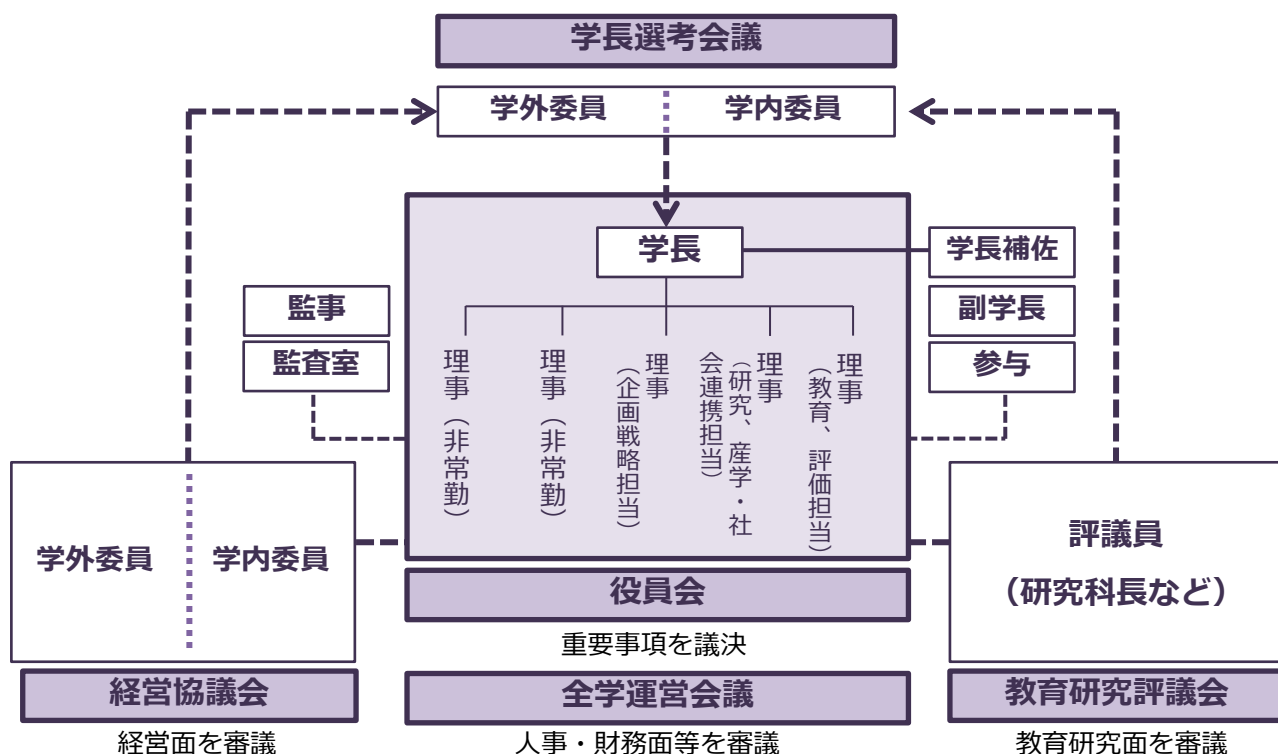 学長選考会議
学外委員
学内委員
学長
学長補佐
監事
副学長
監査室
参与
理事（教育、評価担当）
理事（研究、産学・社
会連携担当）
理事（企画戦略担当）
理事（非常勤）
理事（非常勤）
学外委員
学内委員
評議員
（研究科長など）
役員会
重要事項を議決
経営協議会
経営面を審議
全学運営会議
人事・財務面等を審議
教育研究評議会
教育研究面を審議